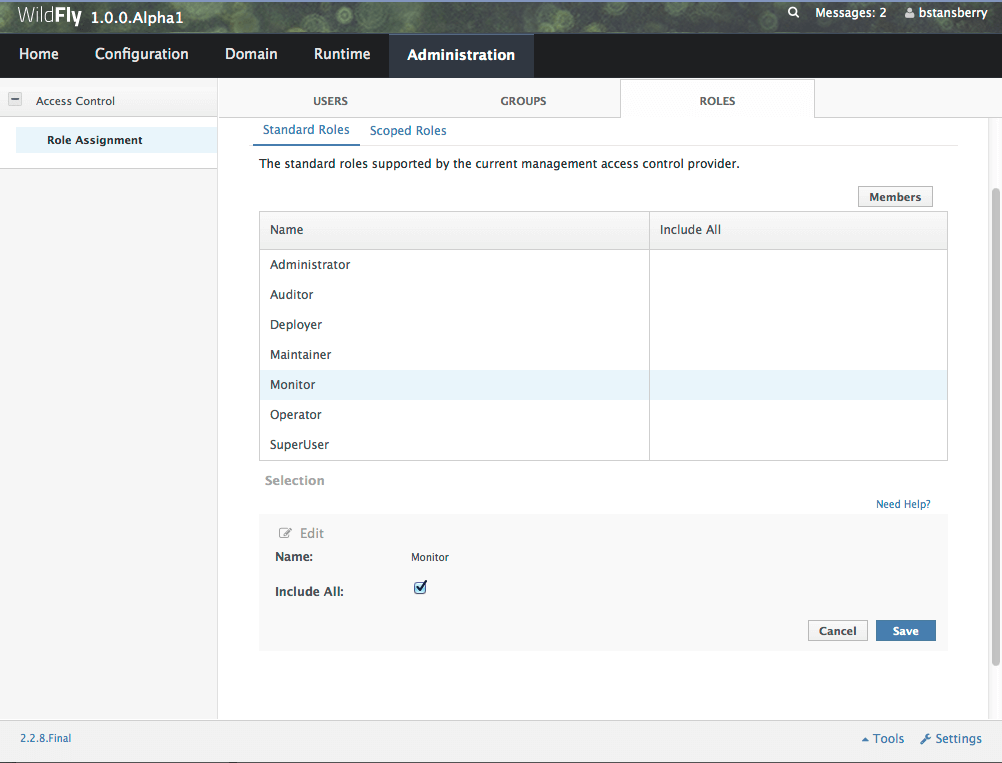 WildFly 1.0.0.Alpha1
Messages: 2
bstansberry
Home Configuration Domain Runtime Administration
Access Control
Role Assignment
USERS GROUPS ROLES
Standard Roles Scoped Roles
The standard roles supported by the current management access control provider.
Members
Name Include All
Administrator
Auditor
Deployer
Maintainer
Monitor
Operator
SuperUser
Selection
Need Help?
Edit
Name: Monitor
Include All:
Cancel Save
2.2.8.Final
Tools Settings